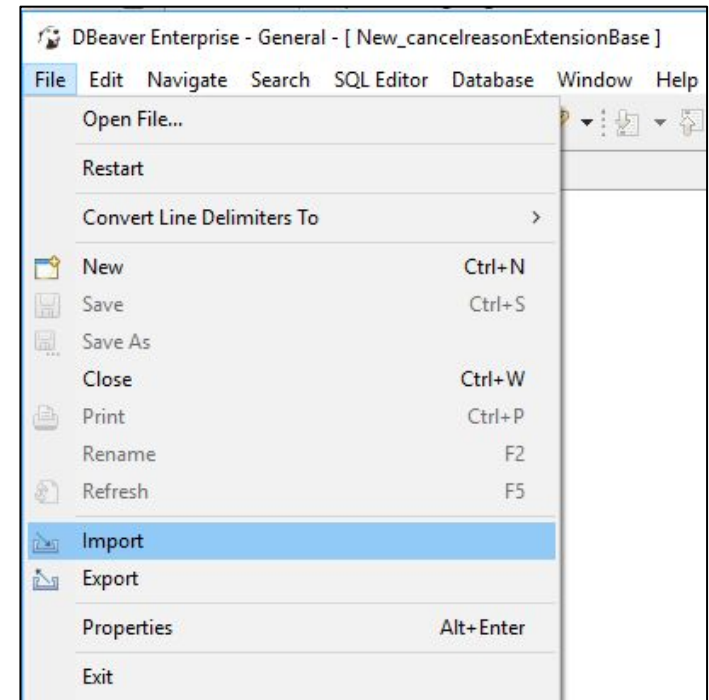 DBeaver Enterprise - General - [ New_cancelreasonExtensionBase ]
File Edit Navigate Search SQL Editor Database Window Help
Open File...
Restart
Convert Line Delimiters To >
New Ctrl+N
Save Ctrl+S
Save As
Close Ctrl+W
Print Ctrl+P
Rename F2
Refresh F5
Import
Export
Properties Alt+Enter
Exit